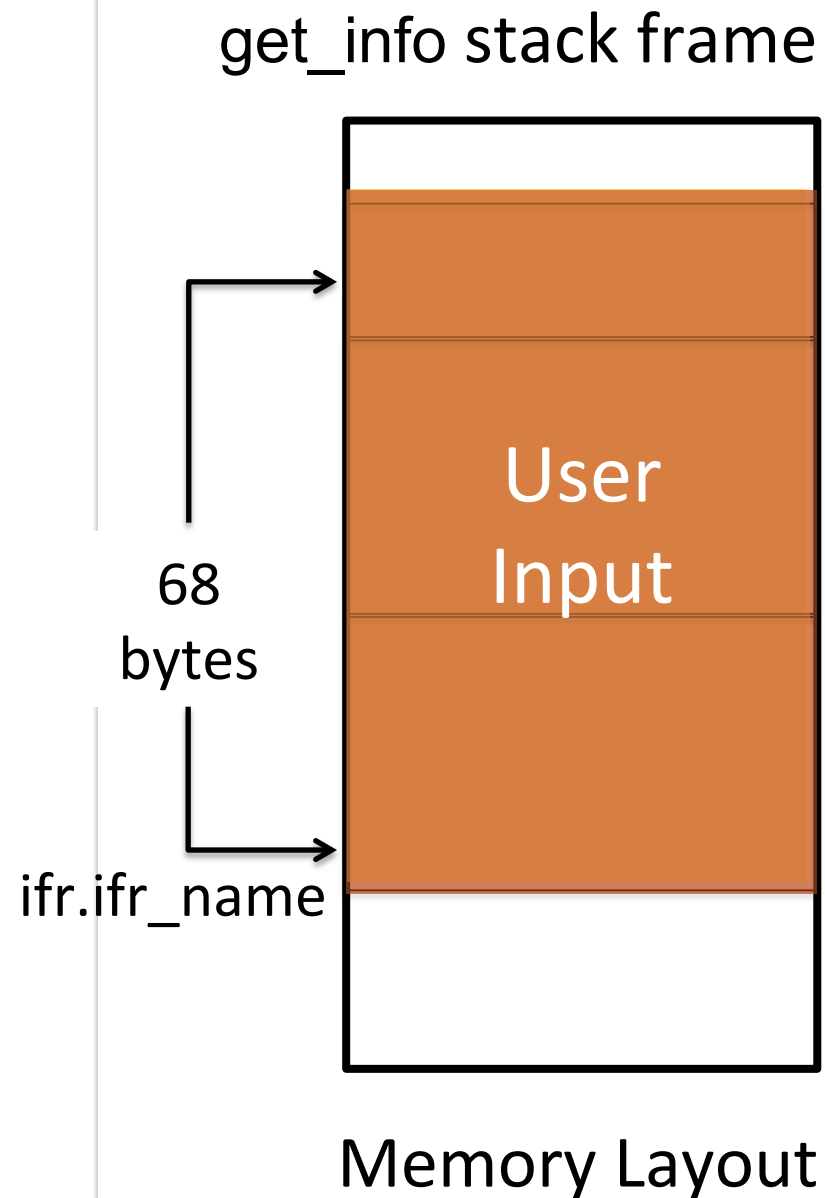 get_info stack frame
User
Input
68
bytes
ifr.ifr_name
Memory Layout